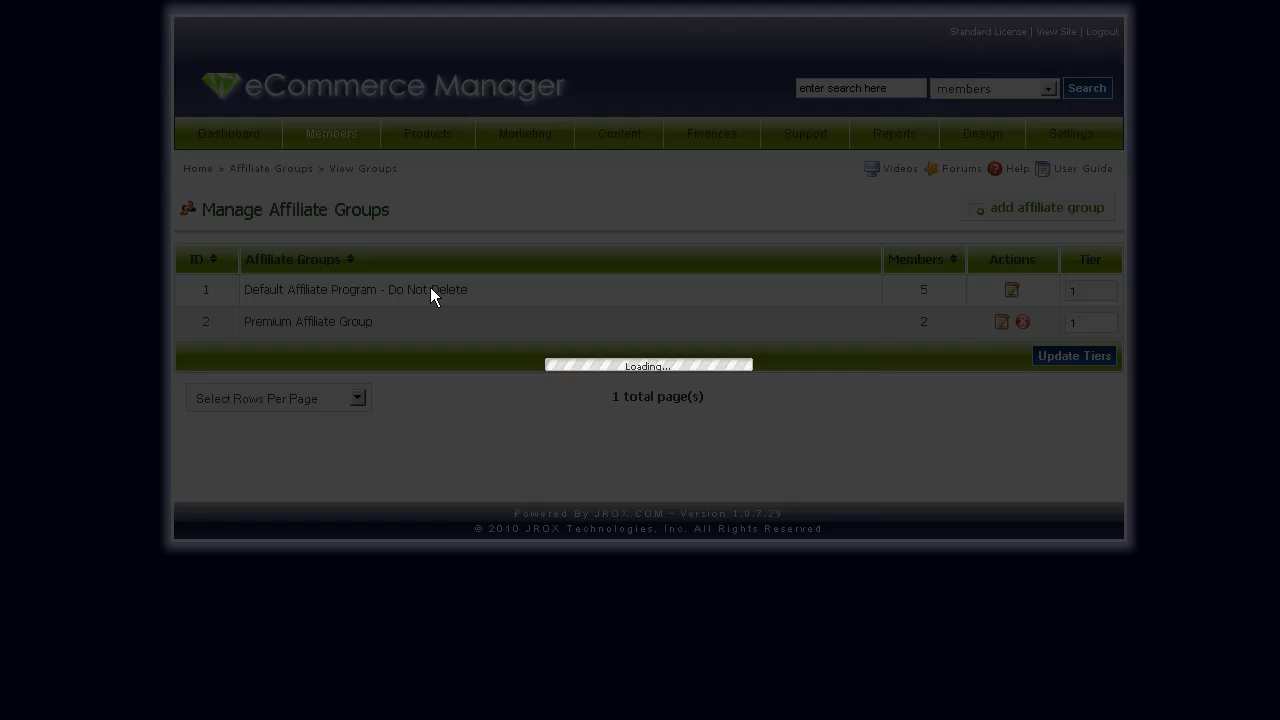 Standard License | View Site | Logout
eCommerce Manager
enter search here members Search
Dashboard Members Products Marketing Content Finances Support Reports Design Settings
Home > Affiliate Groups > View Groups Videos Forums Help User Guide
Manage Affiliate Groups add affiliate group
ID Affiliate Groups Members Actions Tier
1 Default Affiliate Program - Do Not Delete 5 1
2 Premium Affiliate Group 2 1
Update Tiers
Loading...
Select Rows Per Page 1 total page(s)
Powered By JROX.COM - Version 1.0.7.29
© 2010 JROX Technologies, Inc. All Rights Reserved